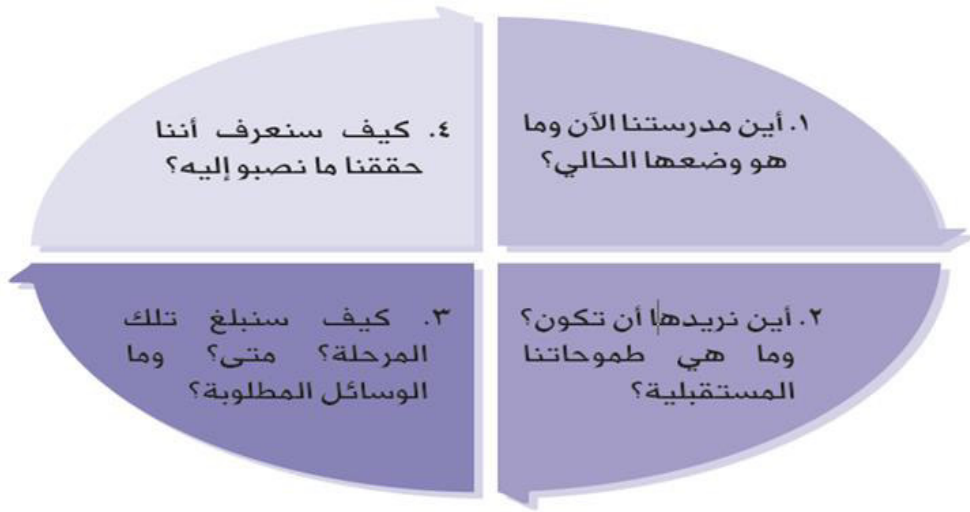 ١. أين مدرستنا الآن وما
هو وضعها الحالي؟
٢. أين نريدها أن تكون؟
وما هي طموحاتنا
المستقبلية؟
٣. كيف سنبلغ تلك
المرحلة؟ متى؟ وما
الوسائل المطلوبة؟
٤. كيف سنعرف أننا
حققنا ما نصبو إليه؟